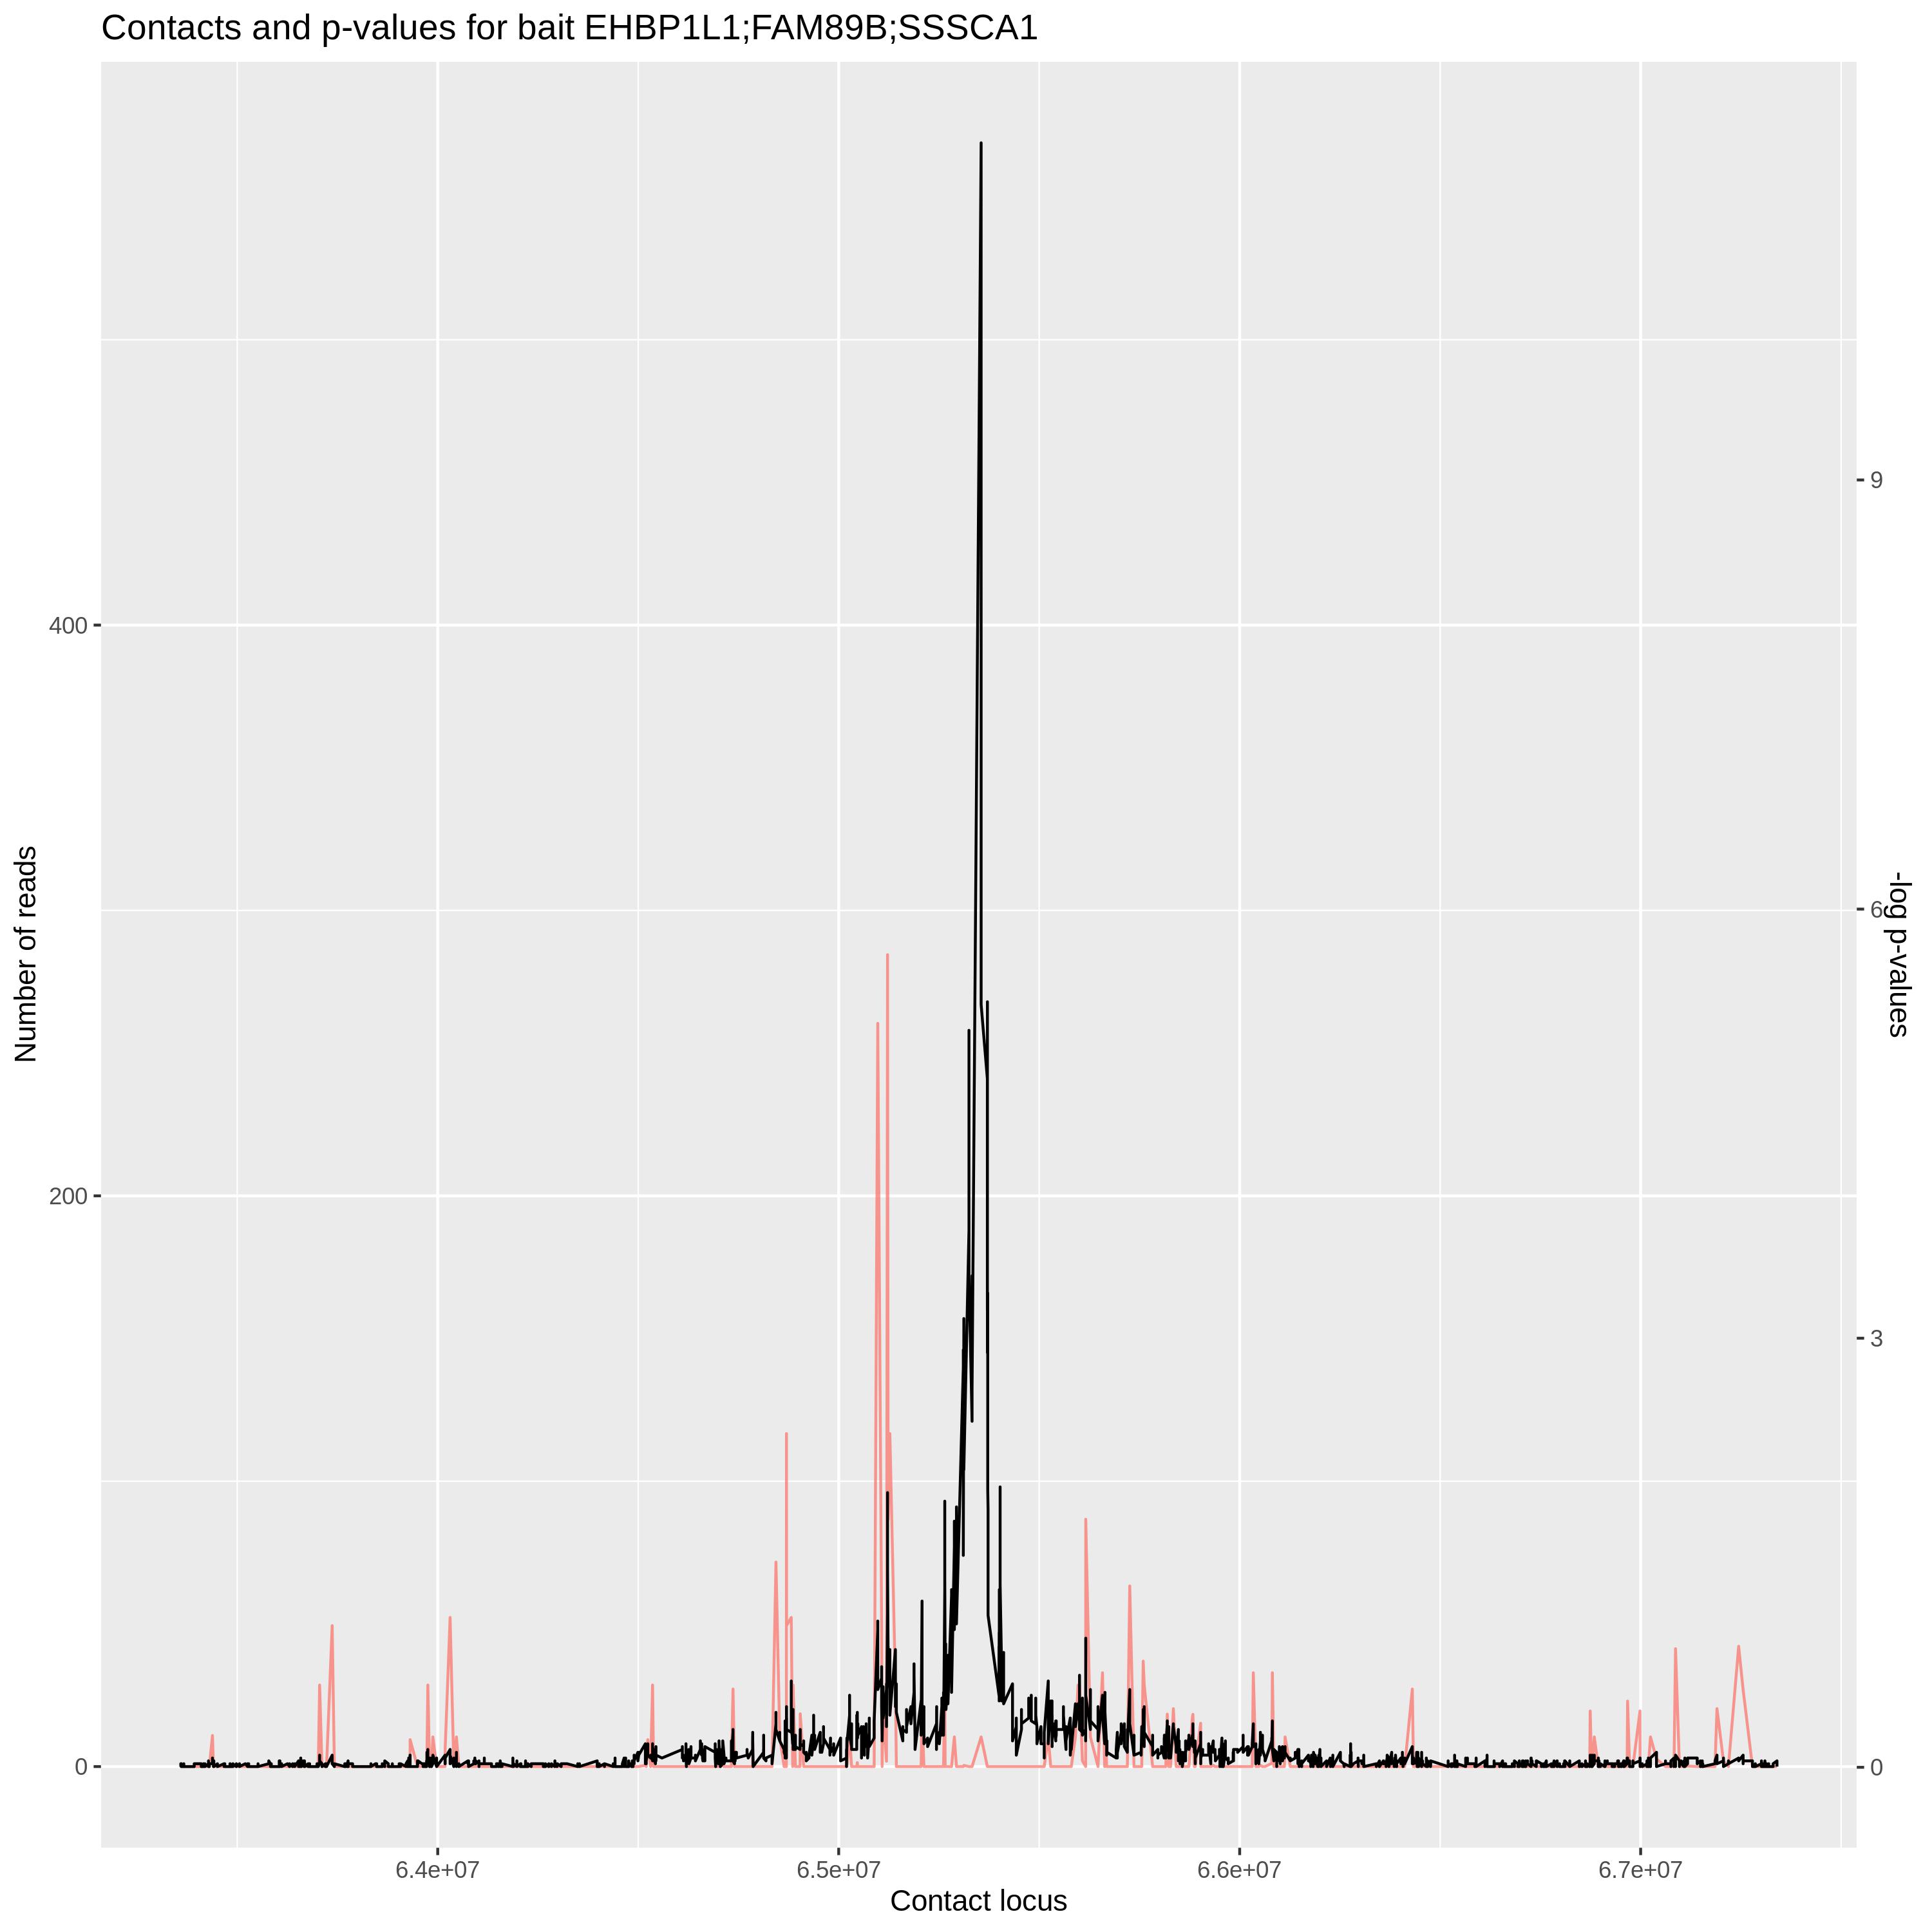 Contacts and p-values for bait EHBP1L1;FAM89B;SSSCA1
Number of reads
400
200
0
9
6
3
0
-log p-values
6.4e+07
6.5e+07
6.6e+07
6.7e+07
Contact locus